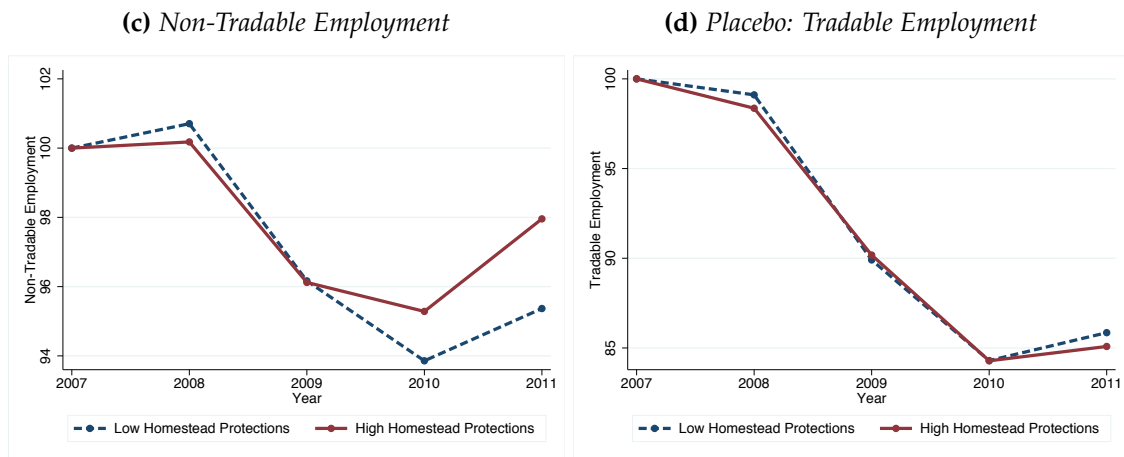 (c) Non-Tradable Employment
Non-Tradable Employment
102
100
98
96
94
2007 2008 2009 2010 2011
Year
Low Homestead Protections High Homestead Protections
(d) Placebo: Tradable Employment
Tradable Employment
100
95
90
85
2007 2008 2009 2010 2011
Year
Low Homestead Protections High Homestead Protections